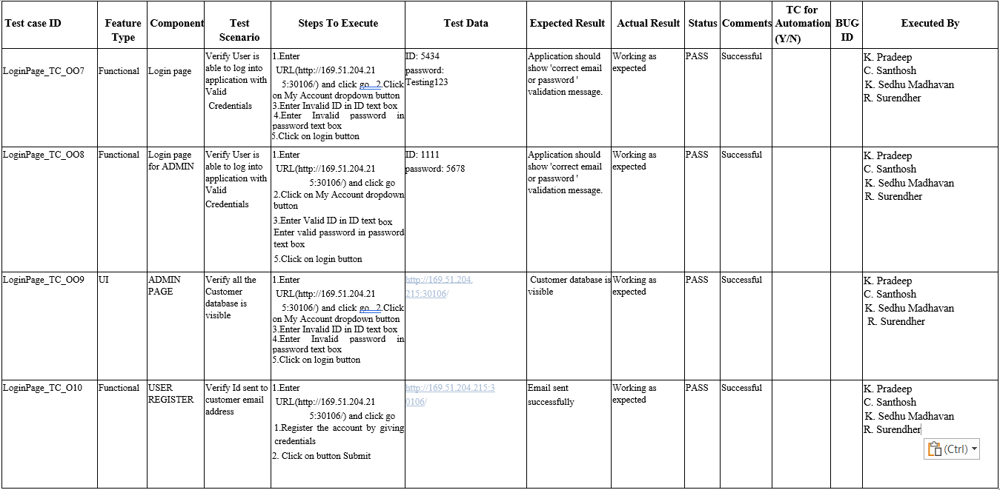 Test case ID
Feature
Type
Component
Test
Scenario
Steps To Execute
Test Data
Expected Result
Actual Result
Status
Comments
TC for
Automation
(Y/N)
BUG
ID
Executed By
LoginPage_TC_OO7
Functional
Login page
Verify User is
able to log into
application with
Valid
Credentials
1.Enter
URL(http://169.51.204.21
5:30106/) and click go 2.Click
on My Account dropdown button
3.Enter Invalid ID in ID text box
4.Enter Invalid password in
password text box
5.Click on login button
ID: 5434
password:
Testing123
Application should
show 'correct email
or password '
validation message.
Working as
expected
PASS
Successful
K. Pradeep
C. Santhosh
K. Sedhu Madhavan
R. Surendher
LoginPage_TC_OO8
Functional
Login page
for ADMIN
Verify User is
able to log into
application with
Valid
Credentials
1.Enter
URL(http://169.51.204.21
5:30106/) and click go
2.Click on My Account dropdown
button
3.Enter Valid ID in ID text box
Enter valid password in password
text box
5.Click on login button
ID: 1111
password: 5678
Application should
show 'correct email
or password '
validation message.
Working as
expected
PASS
Successful
K. Pradeep
C. Santhosh
K. Sedhu Madhavan
R. Surendher
LoginPage_TC_OO9
UI
ADMIN
PAGE
Verify all the
Customer
database is
visible
1.Enter
URL(http://169.51.204.21
5:30106/) and click go 2.Click
on My Account dropdown button
3.Enter Invalid ID in ID text box
4.Enter Invalid password in
password text box
5.Click on login button
http://169.51.204.
215:30106/
Customer database is
visible
Working as
expected
PASS
Successful
K. Pradeep
C. Santhosh
K. Sedhu Madhavan
R. Surendher
LoginPage_TC_O10
Functional
USER
REGISTER
Verify Id sent to
customer email
address
1.Enter
URL(http://169.51.204.21
5:30106/) and click go
1.Register the account by giving
credentials
2. Click on button Submit
http://169.51.204.215:3
0106/
Email sent
successfully
Working as
expected
PASS
Successful
K. Pradeep
C. Santhosh
K. Sedhu Madhavan
R. Surendher
(Ctrl)